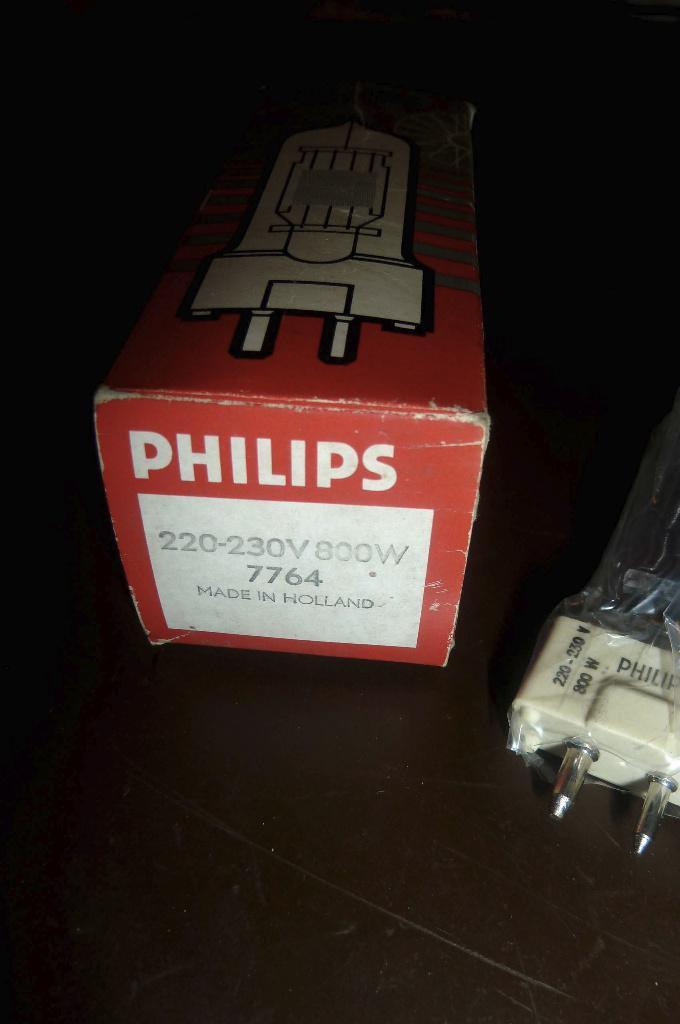 PHILIPS
220-230V 800W
7764
MADE IN HOLLAND
220-230 V
800 W
PHILIP